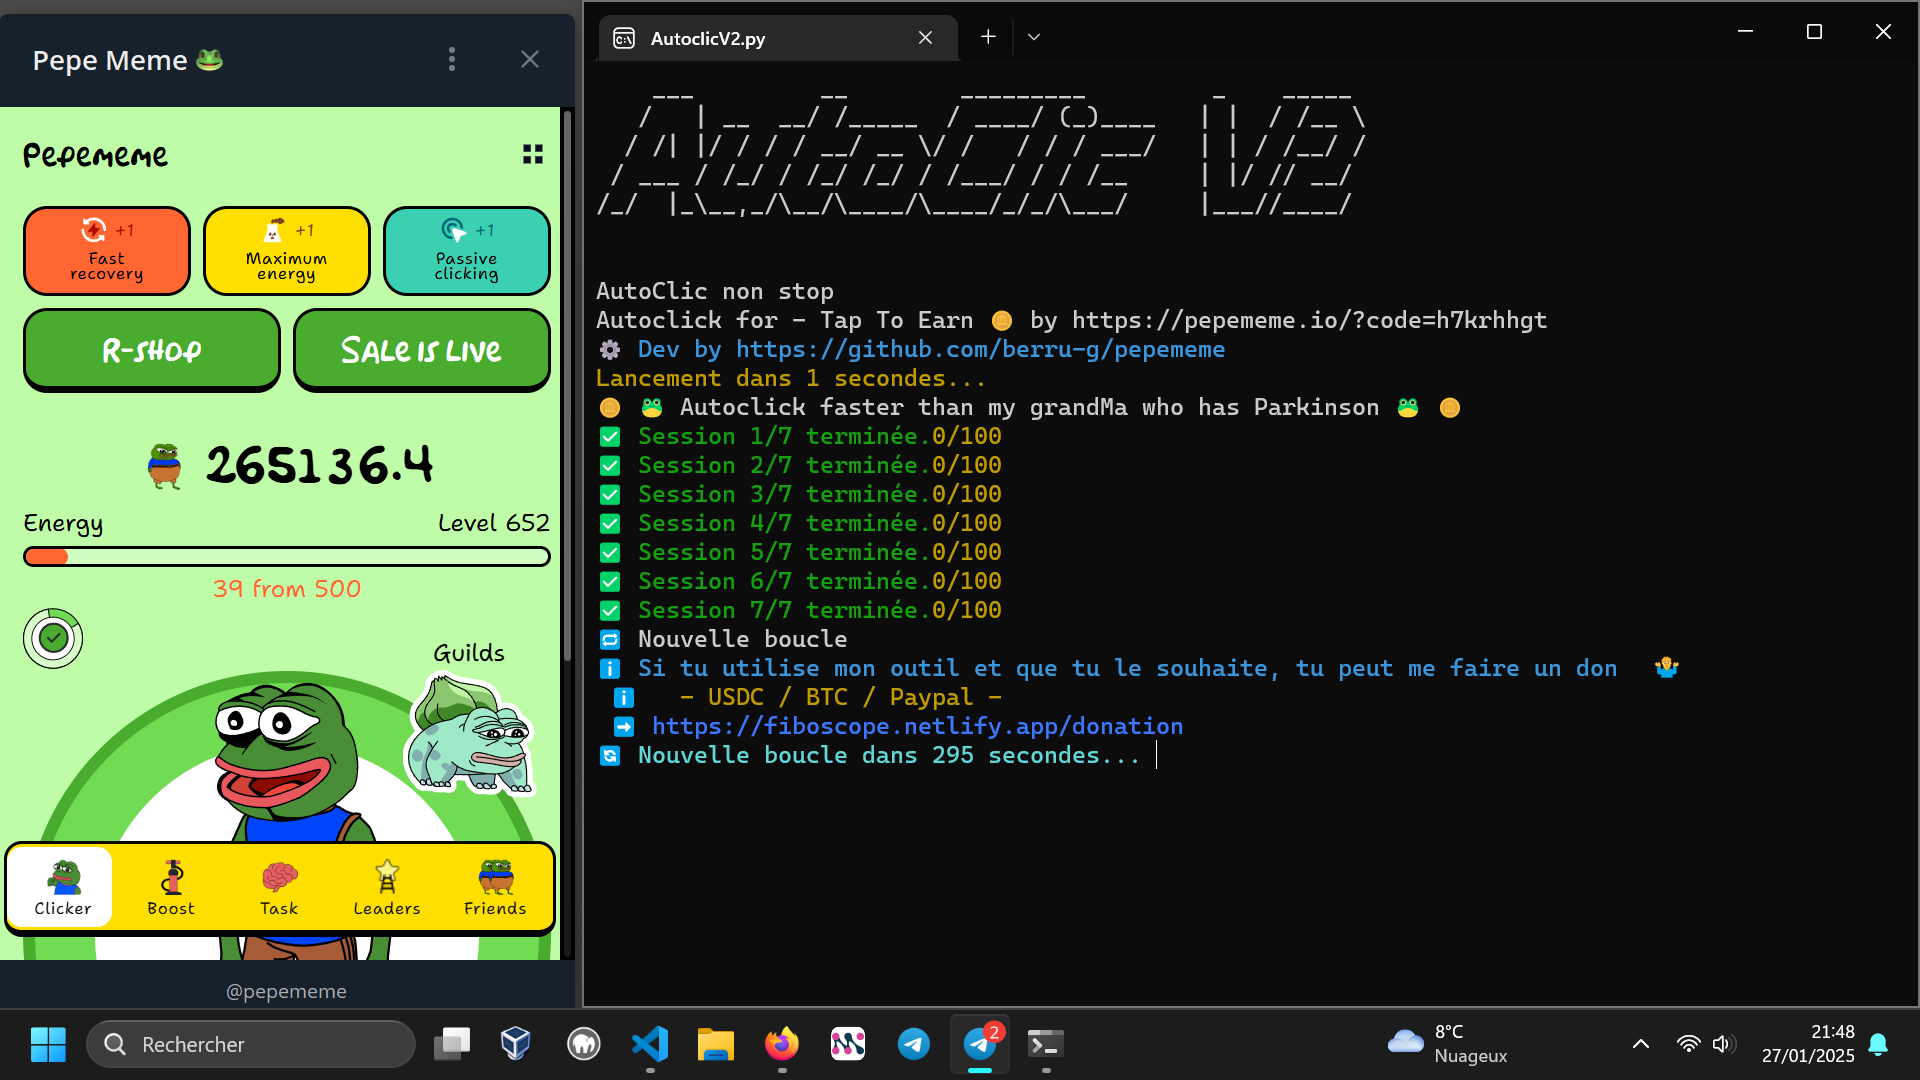 Pepe Meme 🐸
Pepememe
+1
Fast
recovery
+1
Maximum
energy
+1
Passive
clicking
R-shop
Sale is live
265136.4
Energy
Level 652
39 from 500
Guilds
Clicker
Boost
Task
Leaders
Friends
@pepememe
AutoclicV2.py
AutoClic V2
AutoClic non stop
Autoclick for - Tap To Earn 🪙 by https://pepememe.io/?code=h7krhhgt
⚙ Dev by https://github.com/berru-g/pepememe
Lancement dans 1 secondes...
🪙 🐸 Autoclick faster than my grandMa who has Parkinson 🐸 🪙
✅ Session 1/7 terminée.0/100
✅ Session 2/7 terminée.0/100
✅ Session 3/7 terminée.0/100
✅ Session 4/7 terminée.0/100
✅ Session 5/7 terminée.0/100
✅ Session 6/7 terminée.0/100
✅ Session 7/7 terminée.0/100
🔁 Nouvelle boucle
ℹ Si tu utilise mon outil et que tu le souhaite, tu peut me faire un don 🤷
ℹ - USDC / BTC / Paypal -
➡ https://fiboscope.netlify.app/donation
🔄 Nouvelle boucle dans 295 secondes...
Rechercher
2
8°C
Nuageux
21:48
27/01/2025